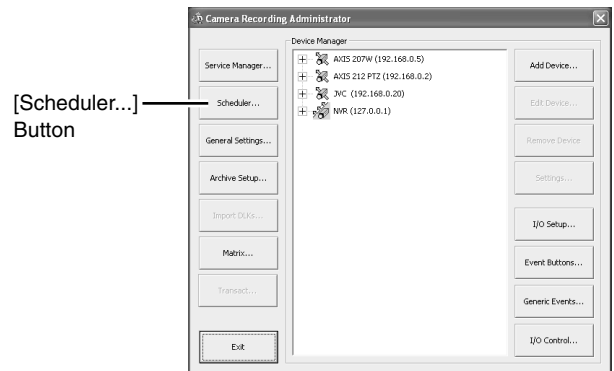 Camera Recording Administrator
Device Manager
Service Manager...
Scheduler...
General Settings...
Archive Setup...
Import DLKs...
Matrix...
Transact...
Exit
AXIS 207W (192.168.0.5)
AXIS 212 PTZ (192.168.0.2)
JVC (192.168.0.20)
NVR (127.0.0.1)
Add Device...
Edit Device...
Remove Device
Settings...
I/O Setup...
Event Buttons...
Generic Events...
I/O Control...
[Scheduler...]
Button